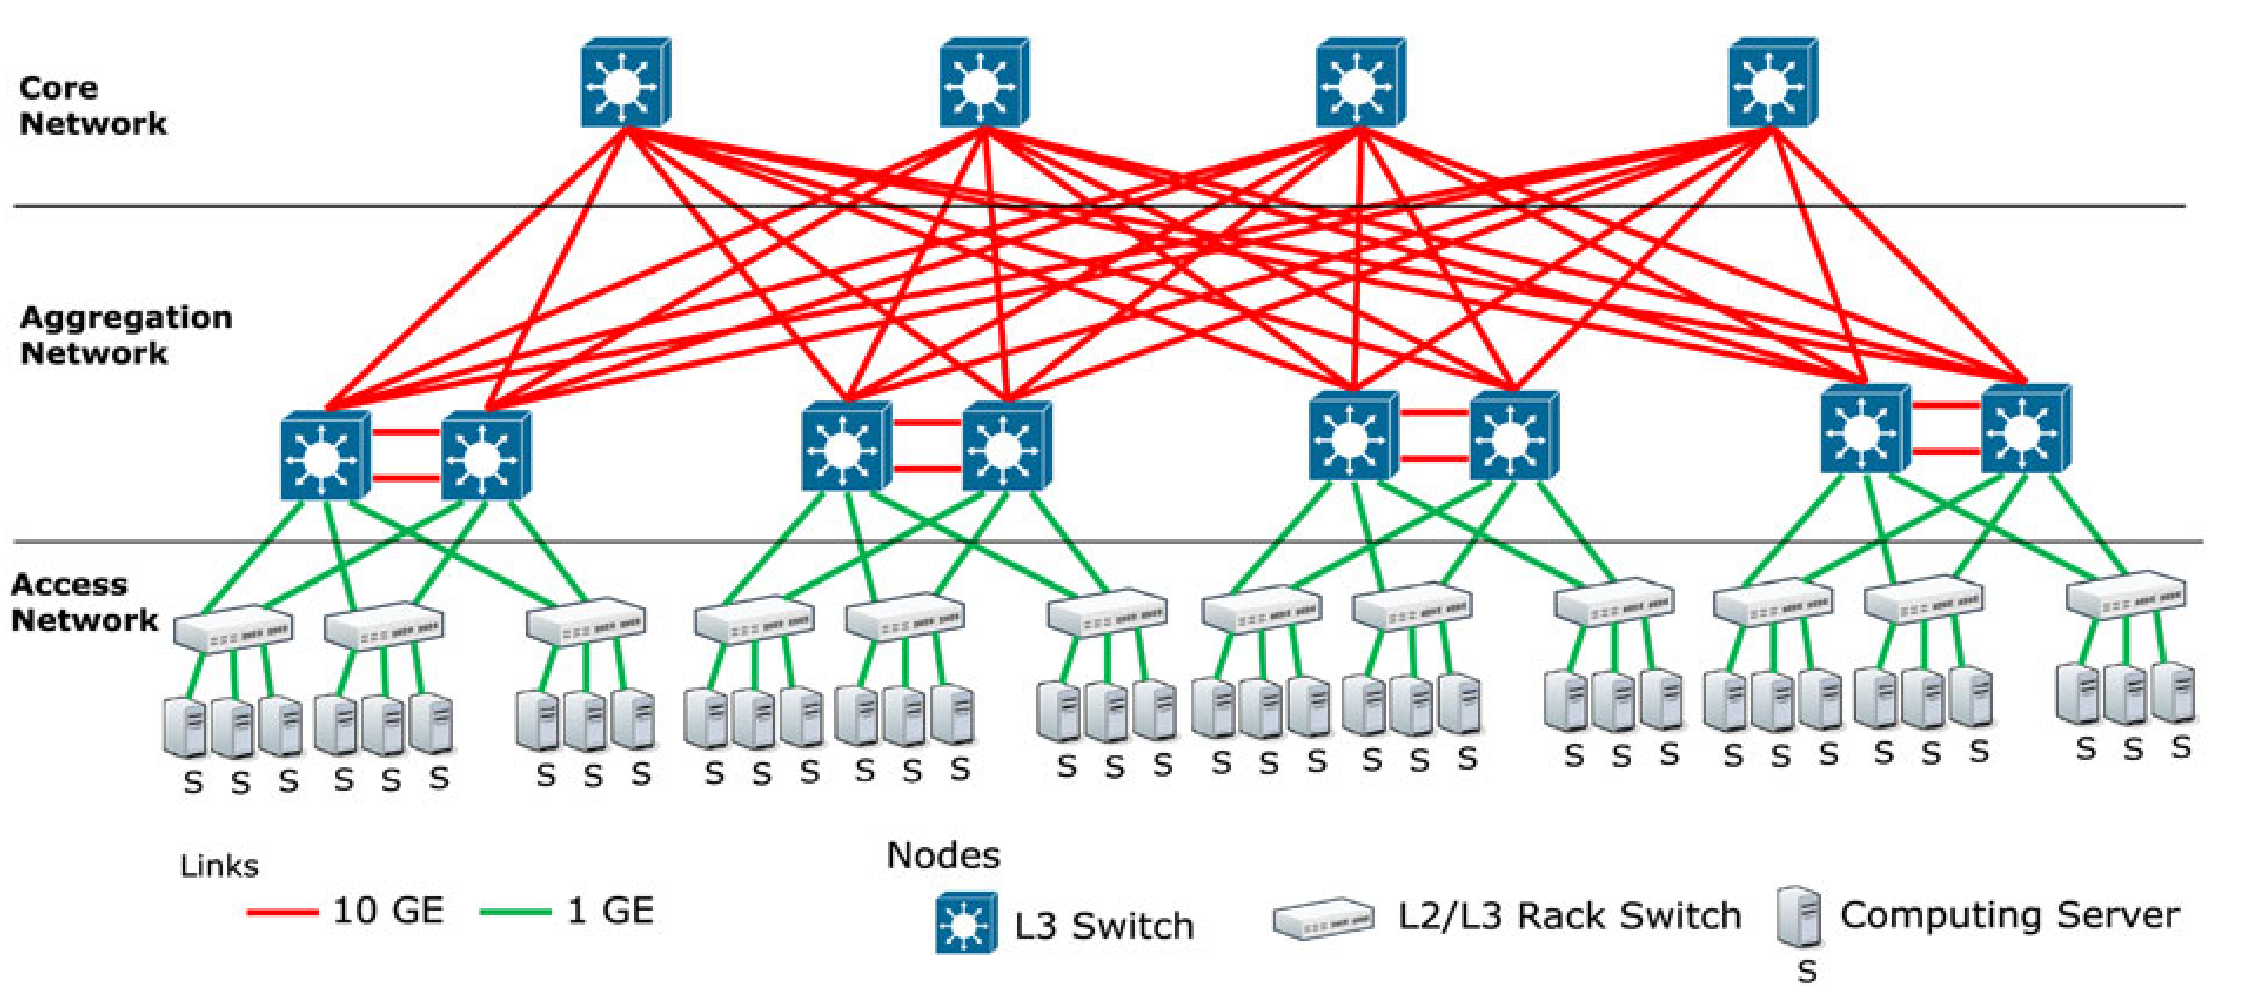 Core
Network
Aggregation
Network
Access
Network
S S S S S S S S S S S S S S S S S S S S S S S S S S S S S S S S S S S S
Links
10 GE 1 GE
Nodes
L3 Switch L2/L3 Rack Switch Computing Server
S